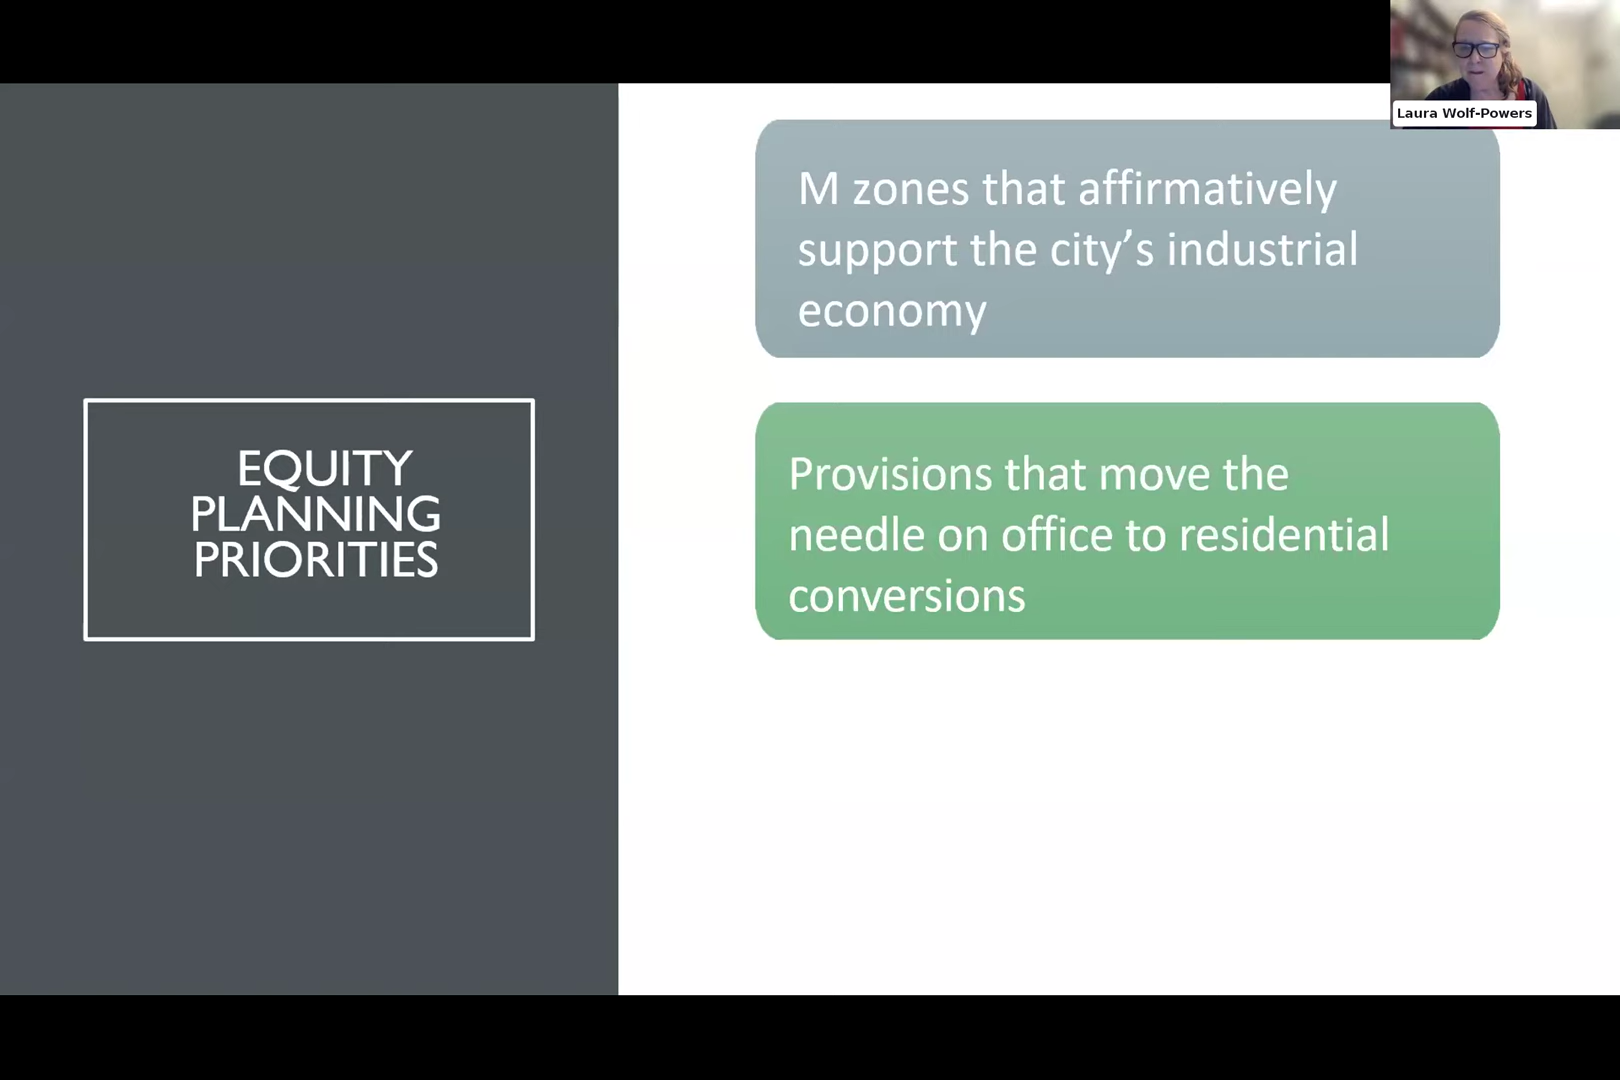 Laura Wolf-Powers
EQUITY
PLANNING
PRIORITIES
M zones that affirmatively
support the city’s industrial
economy
Provisions that move the
needle on office to residential
conversions